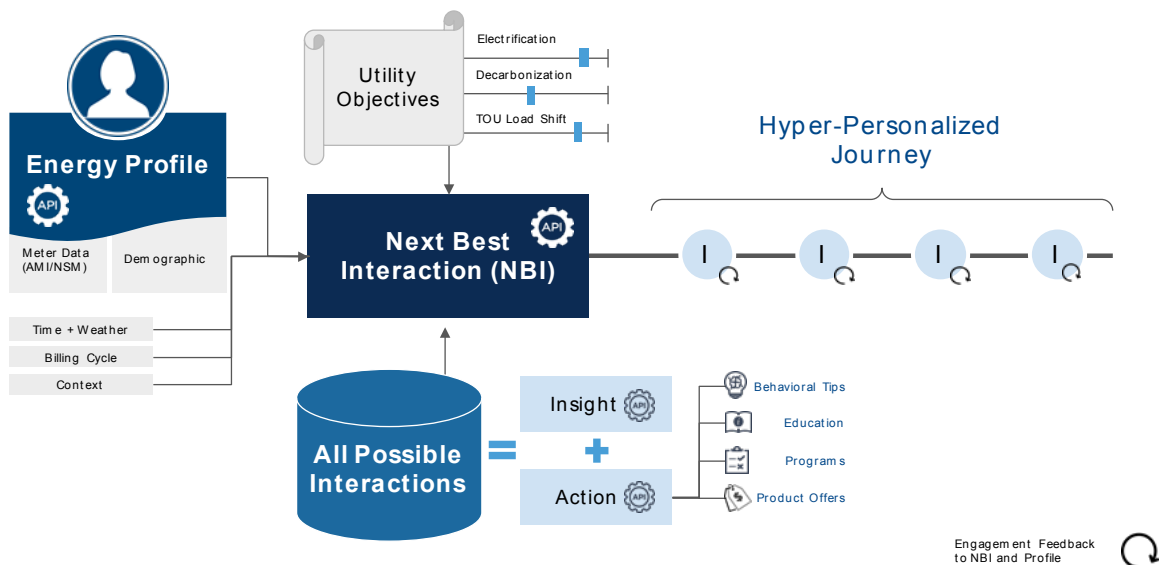 Electrification
Utility
Objectives
Decarbonization
TOU Load Shift
Energy Profile
API
Meter Data
(AMI/NSM)
Demographic
Time + Weather
Billing Cycle
Context
Next Best
Interaction (NBI)
API
Hyper-Personalized
Journey
I
I
I
I
All Possible
Interactions
=
Insight
API
+
Action
API
Behavioral Tips
Education
Programs
Product Offers
Engagement Feedback
to NBI and Profile